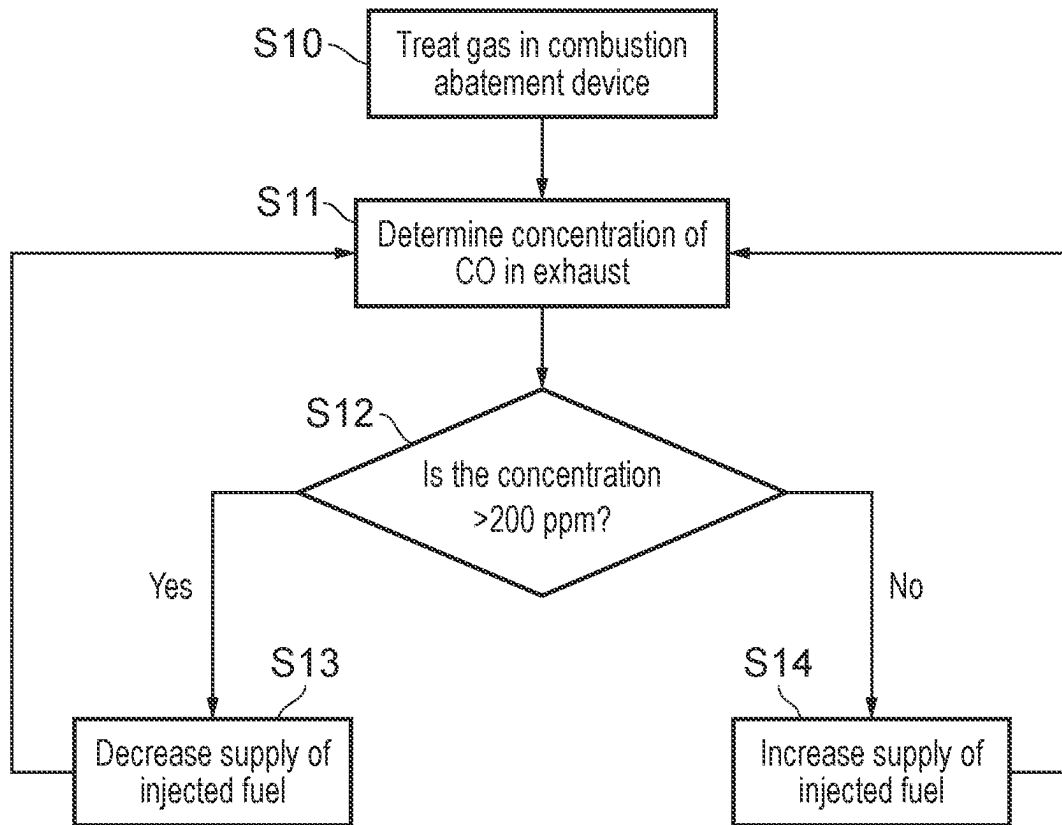 S10
Treat gas in combustion
abatement device
S11
Determine concentration of
CO in exhaust
S12
Is the concentration
>200 ppm?
Yes
No
S13
S14
Decrease supply of
injected fuel
Increase supply of
injected fuel